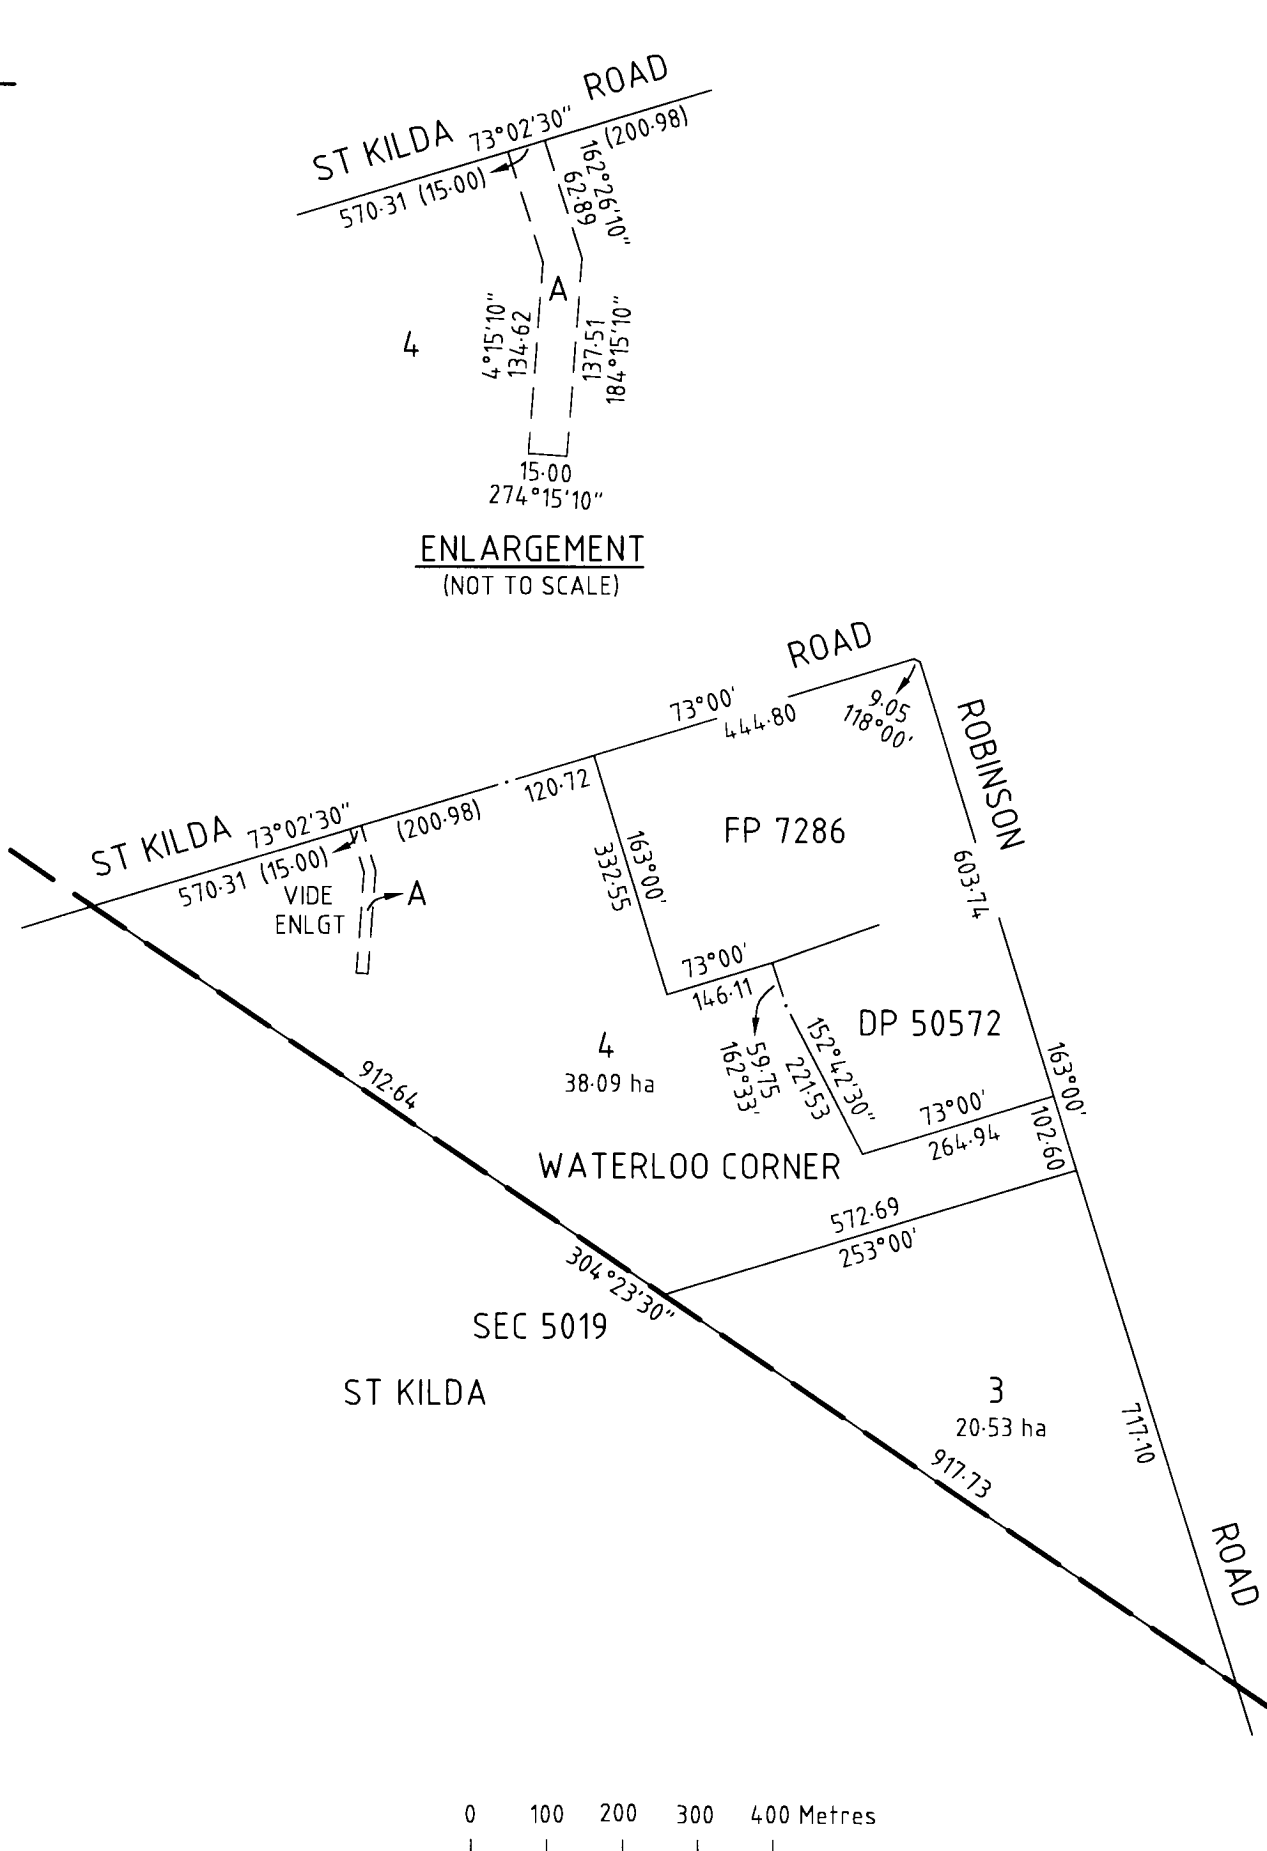 ROAD
ST KILDA
73°02'30"
(200·98)
570·31 (15·00)
162°26'10"
62·89
A
4
4°15'10"
134·62
137·51
184°15'10"
15·00
274°15'10"
ENLARGEMENT
(NOT TO SCALE)
ROAD
73°00'
444·80
9·05
118°00'
ROBINSON
120·72
ST KILDA
73°02'30"
(200·98)
570·31 (15·00)
VIDE
ENLGT
A
FP 7286
163°00'
332·55
603·74
73°00'
146·11
DP 50572
59·75
162°33'
152°42'30"
221·53
4
38·09 ha
912·64
163°00'
73°00'
264·94
102·60
WATERLOO CORNER
572·69
253°00'
304°23'30"
SEC 5019
ST KILDA
3
20·53 ha
717·10
917·73
ROAD
0 100 200 300 400 Metres